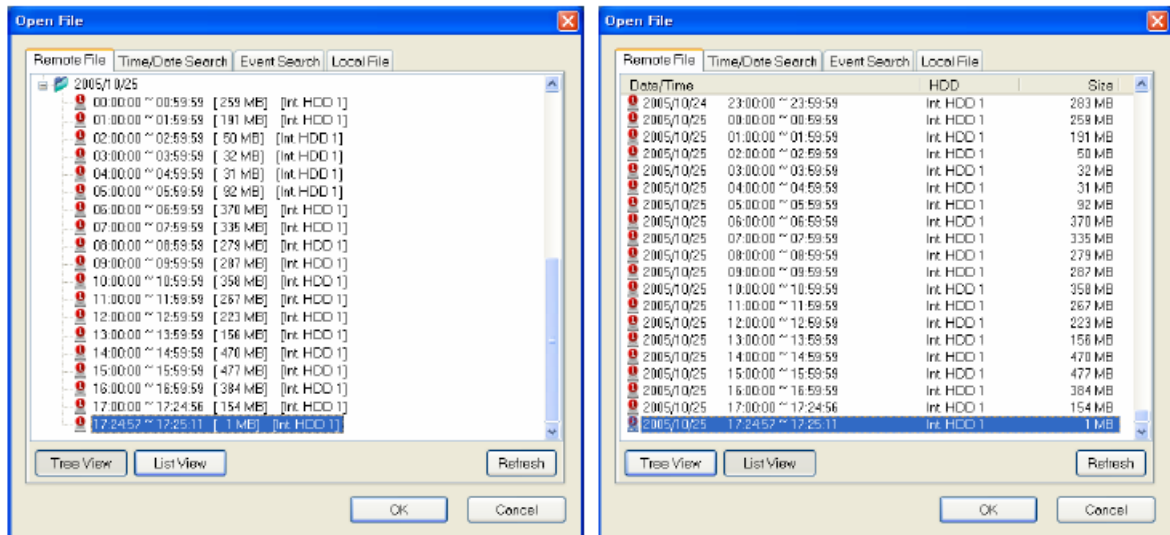 Open File
Remote File Time/Date Search Event Search Local File
2005/10/25
00:00:00 ~ 00:59:59 [ 259 MB] [Int HDD 1]
01:00:00 ~ 01:59:59 [ 191 MB] [Int HDD 1]
02:00:00 ~ 02:59:59 [ 50 MB] [Int HDD 1]
03:00:00 ~ 03:59:59 [ 32 MB] [Int HDD 1]
04:00:00 ~ 04:59:59 [ 31 MB] [Int HDD 1]
05:00:00 ~ 05:59:59 [ 92 MB] [Int HDD 1]
06:00:00 ~ 06:59:59 [ 370 MB] [Int HDD 1]
07:00:00 ~ 07:59:59 [ 335 MB] [Int HDD 1]
08:00:00 ~ 08:59:59 [ 279 MB] [Int HDD 1]
09:00:00 ~ 09:59:59 [ 287 MB] [Int HDD 1]
10:00:00 ~ 10:59:59 [ 358 MB] [Int HDD 1]
11:00:00 ~ 11:59:59 [ 267 MB] [Int HDD 1]
12:00:00 ~ 12:59:59 [ 223 MB] [Int HDD 1]
13:00:00 ~ 13:59:59 [ 156 MB] [Int HDD 1]
14:00:00 ~ 14:59:59 [ 470 MB] [Int HDD 1]
15:00:00 ~ 15:59:59 [ 477 MB] [Int HDD 1]
16:00:00 ~ 16:59:59 [ 384 MB] [Int HDD 1]
17:00:00 ~ 17:24:56 [ 154 MB] [Int HDD 1]
17:24:57 ~ 17:25:11 [ 1 MB] [Int HDD 1]
Tree View List View Refresh
OK Cancel
Open File
Remote File Time/Date Search Event Search Local File
Date/Time HDD Size
2005/10/24 23:00:00 ~ 23:59:59 Int HDD 1 283 MB
2005/10/25 00:00:00 ~ 00:59:59 Int HDD 1 259 MB
2005/10/25 01:00:00 ~ 01:59:59 Int HDD 1 191 MB
2005/10/25 02:00:00 ~ 02:59:59 Int HDD 1 50 MB
2005/10/25 03:00:00 ~ 03:59:59 Int HDD 1 32 MB
2005/10/25 04:00:00 ~ 04:59:59 Int HDD 1 31 MB
2005/10/25 05:00:00 ~ 05:59:59 Int HDD 1 92 MB
2005/10/25 06:00:00 ~ 06:59:59 Int HDD 1 370 MB
2005/10/25 07:00:00 ~ 07:59:59 Int HDD 1 335 MB
2005/10/25 08:00:00 ~ 08:59:59 Int HDD 1 279 MB
2005/10/25 09:00:00 ~ 09:59:59 Int HDD 1 287 MB
2005/10/25 10:00:00 ~ 10:59:59 Int HDD 1 358 MB
2005/10/25 11:00:00 ~ 11:59:59 Int HDD 1 267 MB
2005/10/25 12:00:00 ~ 12:59:59 Int HDD 1 223 MB
2005/10/25 13:00:00 ~ 13:59:59 Int HDD 1 156 MB
2005/10/25 14:00:00 ~ 14:59:59 Int HDD 1 470 MB
2005/10/25 15:00:00 ~ 15:59:59 Int HDD 1 477 MB
2005/10/25 16:00:00 ~ 16:59:59 Int HDD 1 384 MB
2005/10/25 17:00:00 ~ 17:24:56 Int HDD 1 154 MB
2005/10/25 17:24:57 ~ 17:25:11 Int HDD 1 1 MB
Tree View List View Refresh
OK Cancel